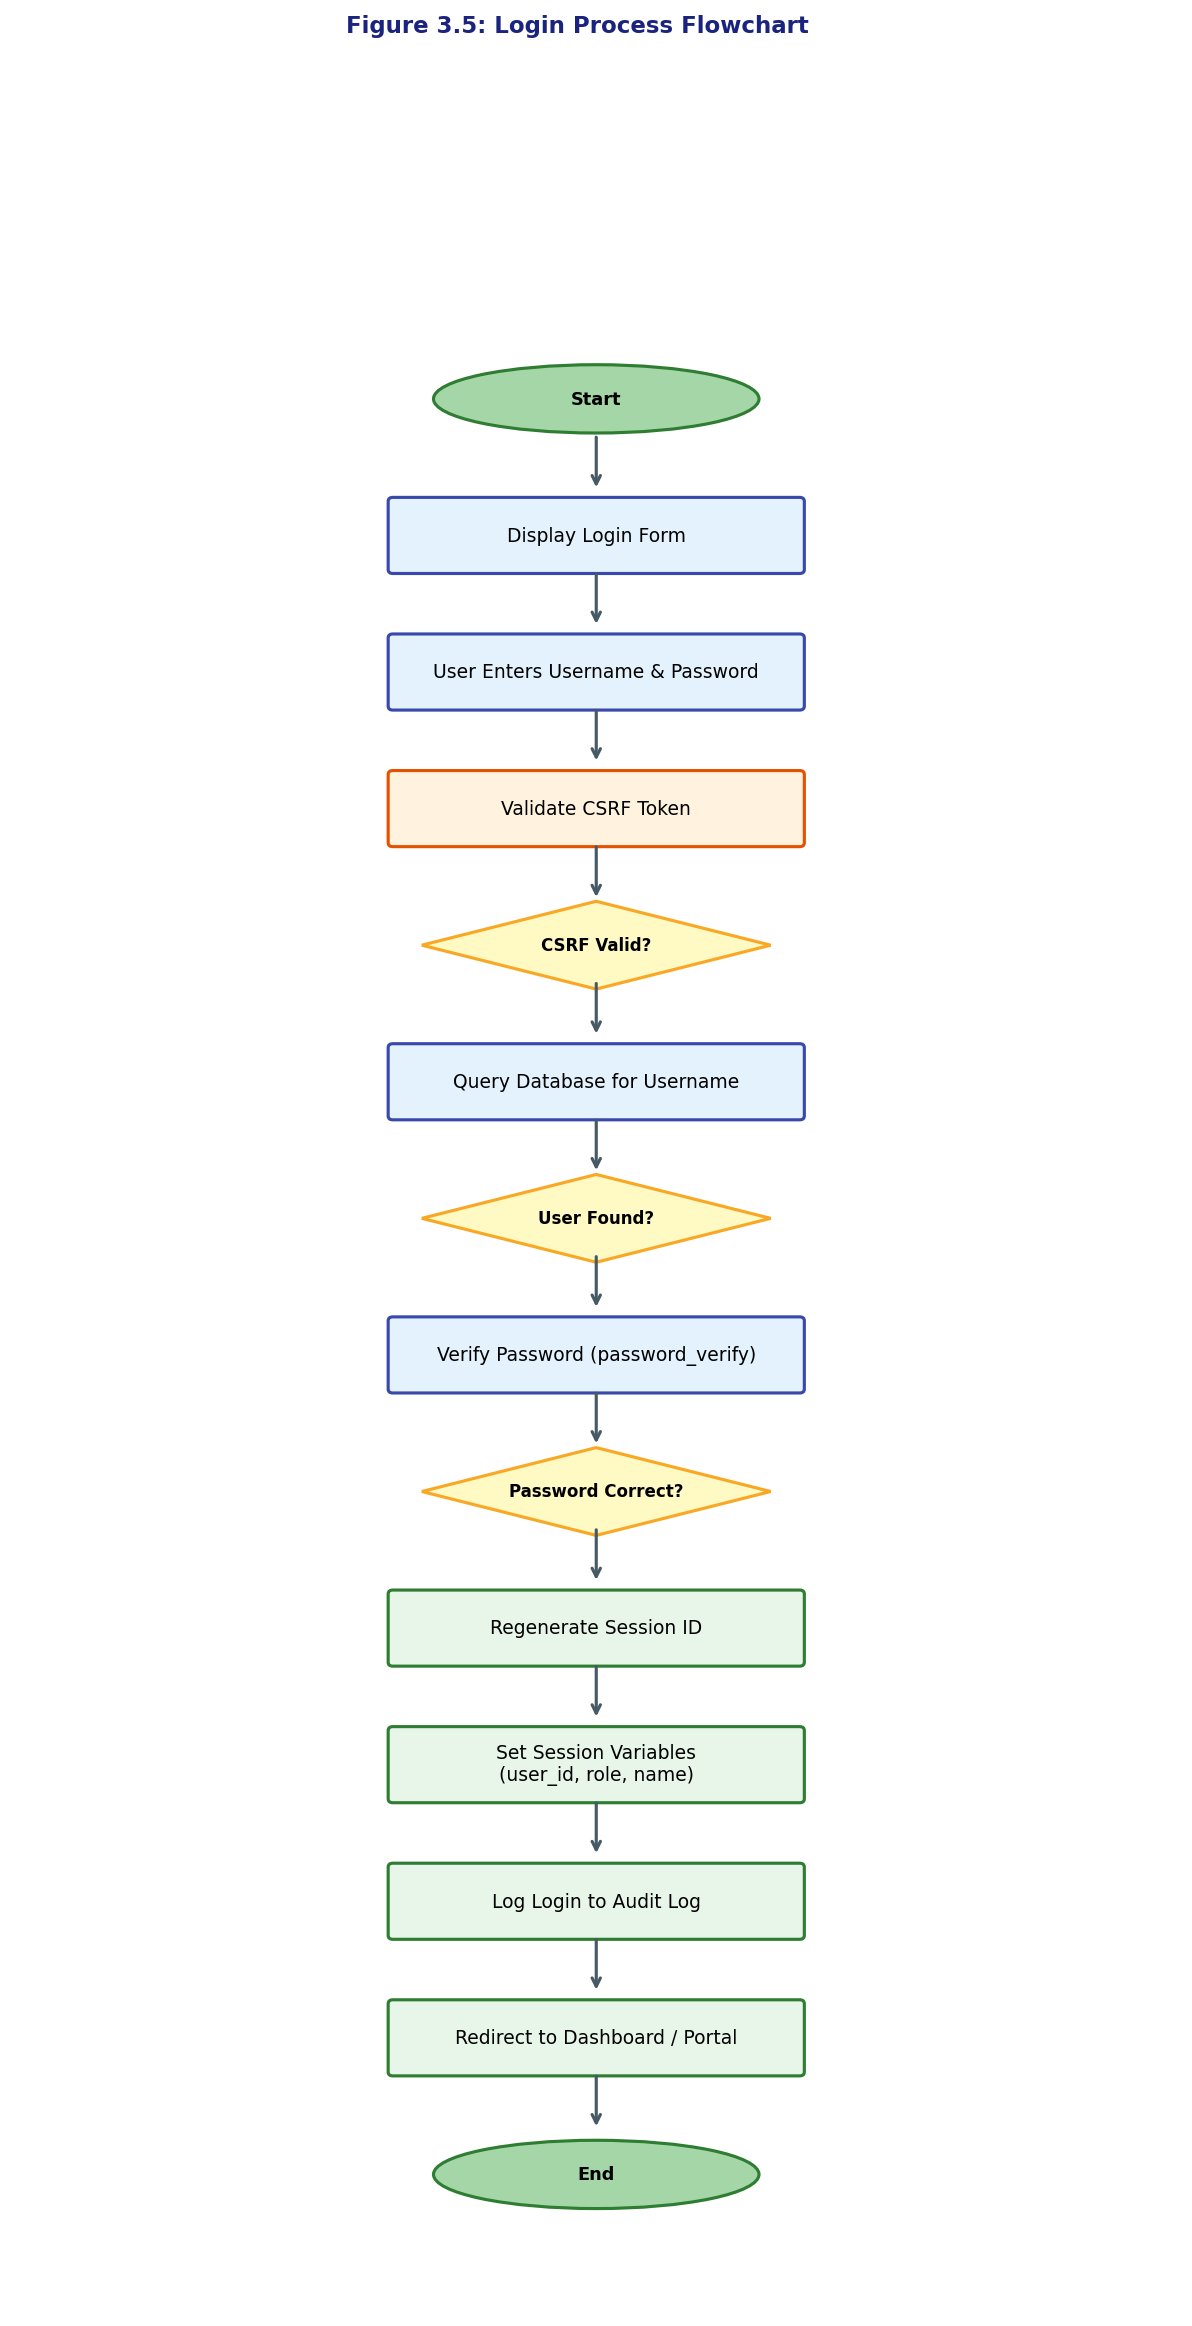 Figure 3.5: Login Process Flowchart
Start
Display Login Form
User Enters Username & Password
Validate CSRF Token
CSRF Valid?
Query Database for Username
User Found?
Verify Password (password_verify)
Password Correct?
Regenerate Session ID
Set Session Variables
(user_id, role, name)
Log Login to Audit Log
Redirect to Dashboard / Portal
End